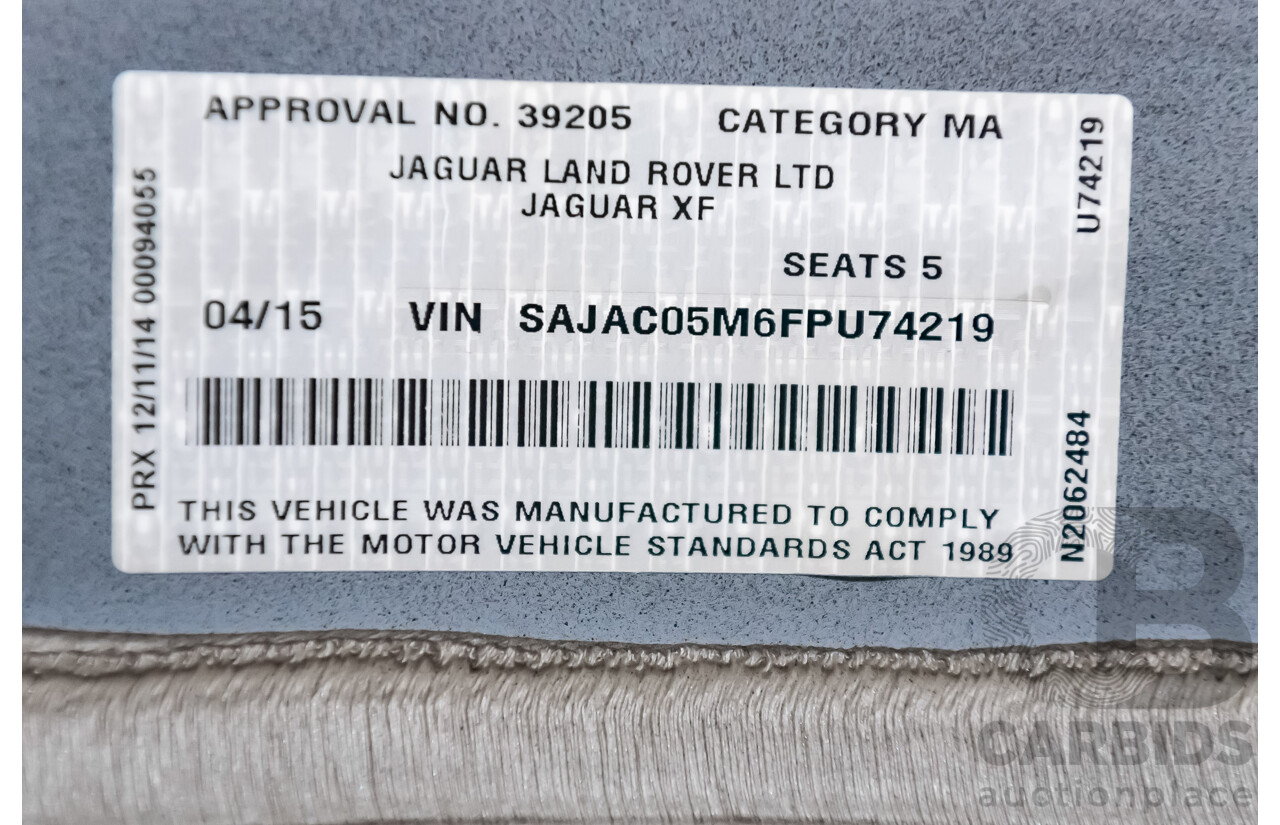 APPROVAL NO. 39205 CATEGORY MA
JAGUAR LAND ROVER LTD
JAGUAR XF
SEATS 5
04/15 VIN SAJAC05M6FPU74219
THIS VEHICLE WAS MANUFACTURED TO COMPLY
WITH THE MOTOR VEHICLE STANDARDS ACT 1989
PRX 12/11/14 00094055
U74219
N2062484
CARBIDS
auctionplace